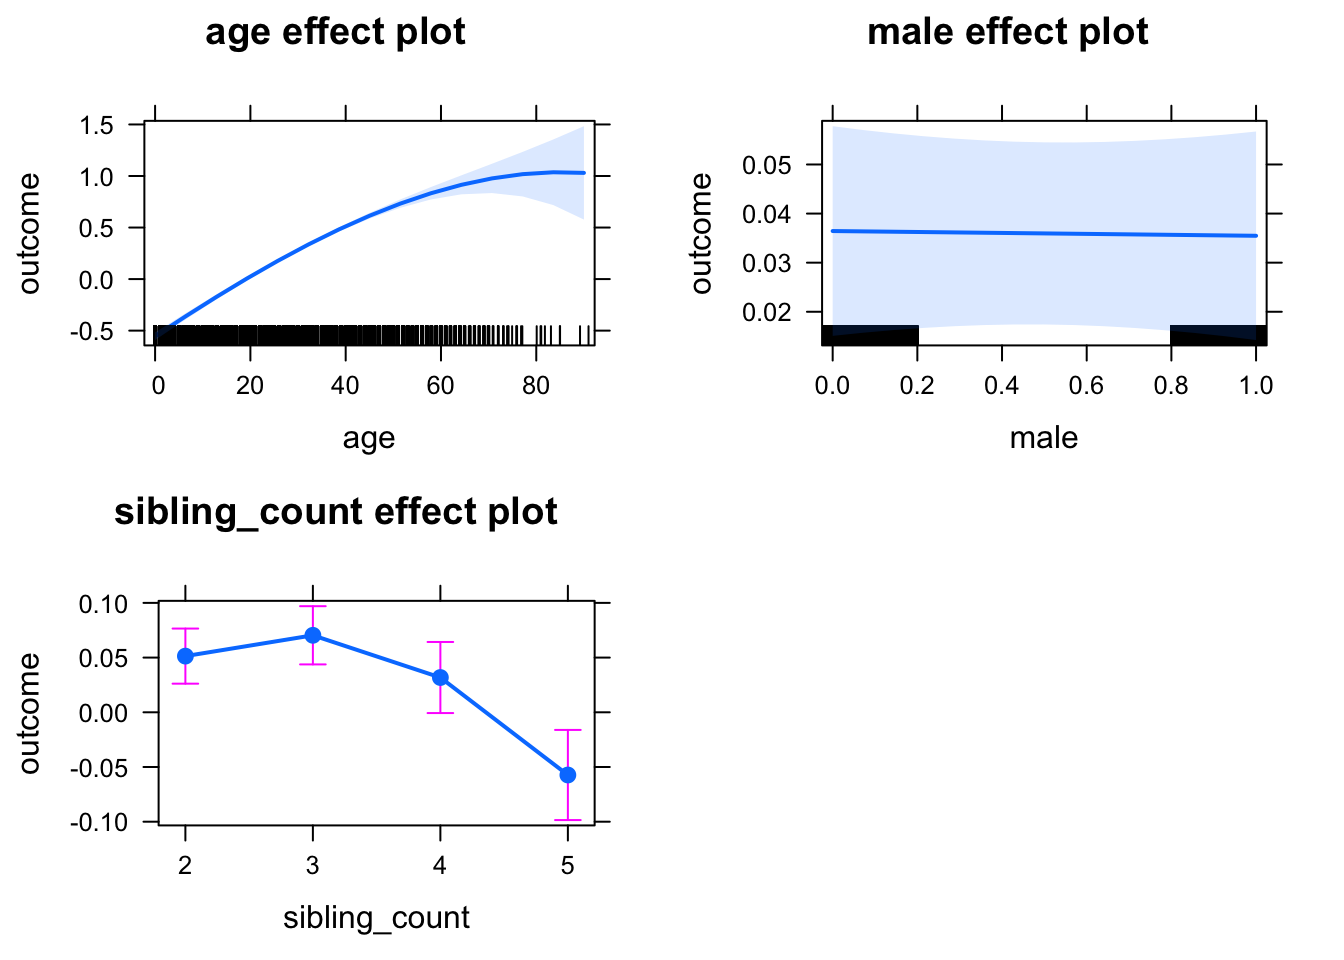 age effect plot
outcome
1.5
1.0
0.5
0.0
-0.5
0 20 40 60 80
age
male effect plot
outcome
0.05
0.04
0.03
0.02
0.0 0.2 0.4 0.6 0.8 1.0
male
sibling_count effect plot
outcome
0.10
0.05
0.00
-0.05
-0.10
2 3 4 5
sibling_count